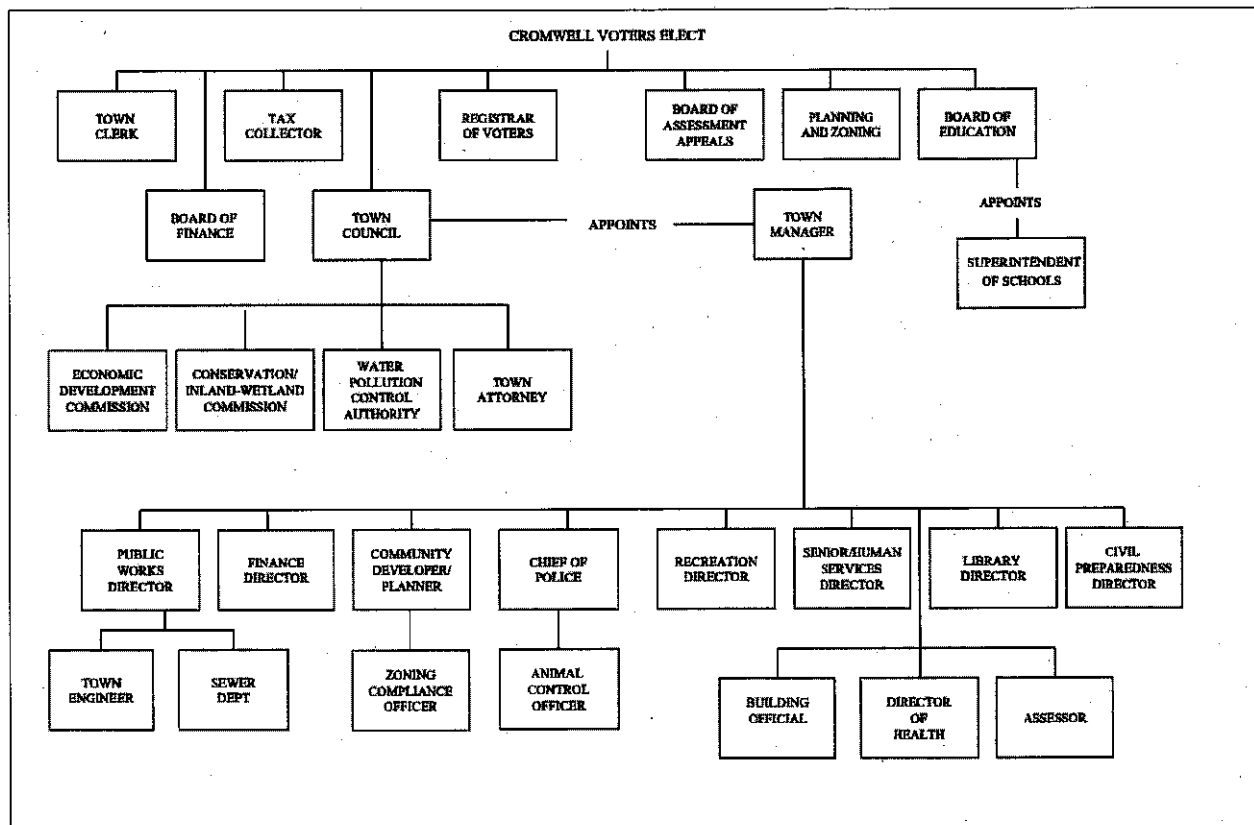 CROMWELL VOTERS ELECT
TOWN
CLERK
TAX
COLLECTOR
REGISTRAR
OF VOTERS
BOARD OF
ASSESSMENT
APPEALS
PLANNING
AND ZONING
BOARD OF
EDUCATION
BOARD OF
FINANCE
TOWN
COUNCIL
APPOINTS
TOWN
MANAGER
APPOINTS
SUPERINTENDENT
OF SCHOOLS
ECONOMIC
DEVELOPMENT
COMMISSION
CONSERVATION/
INLAND-WETLAND
COMMISSION
WATER
POLLUTION
CONTROL
AUTHORITY
TOWN
ATTORNEY
PUBLIC
WORKS
DIRECTOR
FINANCE
DIRECTOR
COMMUNITY
DEVELOPER/
PLANNER
CHIEF OF
POLICE
RECREATION
DIRECTOR
SENIOR/HUMAN
SERVICES
DIRECTOR
LIBRARY
DIRECTOR
CIVIL
PREPAREDNESS
DIRECTOR
TOWN
ENGINEER
SEWER
DEPT
ZONING
COMPLIANCE
OFFICER
ANIMAL
CONTROL
OFFICER
BUILDING
OFFICIAL
DIRECTOR
OF
HEALTH
ASSESSOR